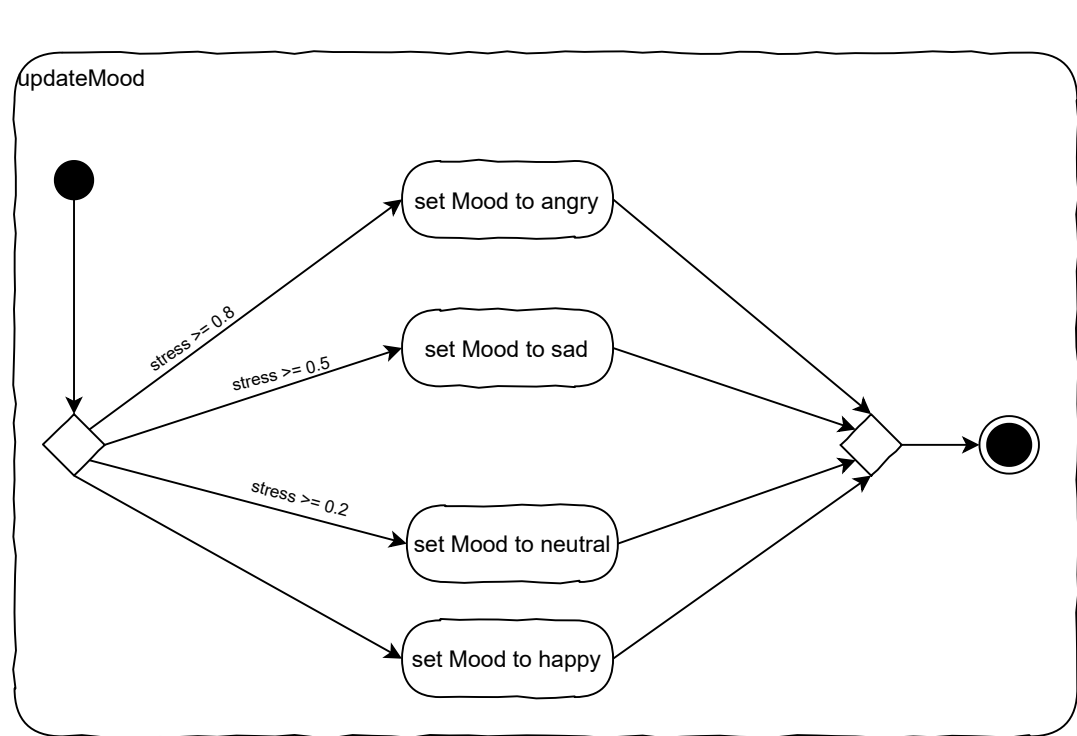 updateMood
set Mood to angry
stress >= 0.8
set Mood to sad
stress >= 0.5
stress >= 0.2
set Mood to neutral
set Mood to happy